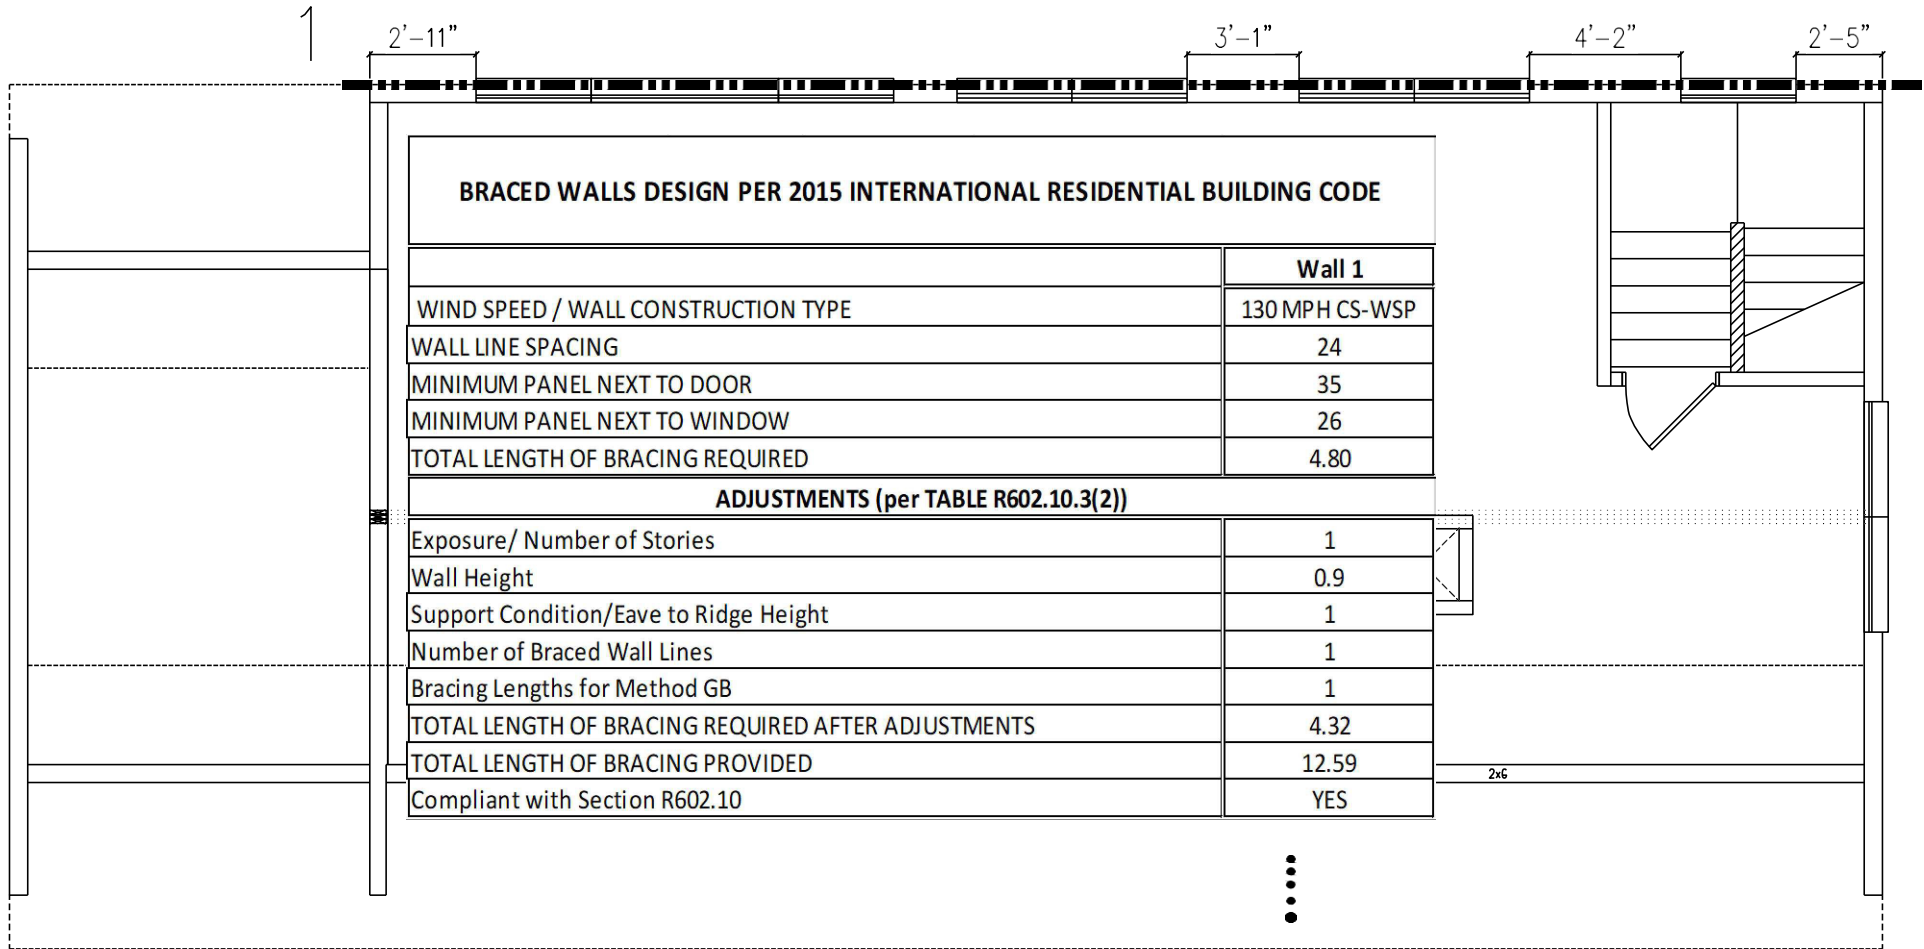 1
2'-11"
3'-1"
4'-2"
2'-5"
BRACED WALLS DESIGN PER 2015 INTERNATIONAL RESIDENTIAL BUILDING CODE
Wall 1
WIND SPEED / WALL CONSTRUCTION TYPE 130 MPH CS-WSP
WALL LINE SPACING 24
MINIMUM PANEL NEXT TO DOOR 35
MINIMUM PANEL NEXT TO WINDOW 26
TOTAL LENGTH OF BRACING REQUIRED 4.80
ADJUSTMENTS (per TABLE R602.10.3(2))
Exposure/ Number of Stories 1
Wall Height 0.9
Support Condition/Eave to Ridge Height 1
Number of Braced Wall Lines 1
Bracing Lengths for Method GB 1
TOTAL LENGTH OF BRACING REQUIRED AFTER ADJUSTMENTS 4.32
TOTAL LENGTH OF BRACING PROVIDED 12.59
Compliant with Section R602.10 YES
2x6